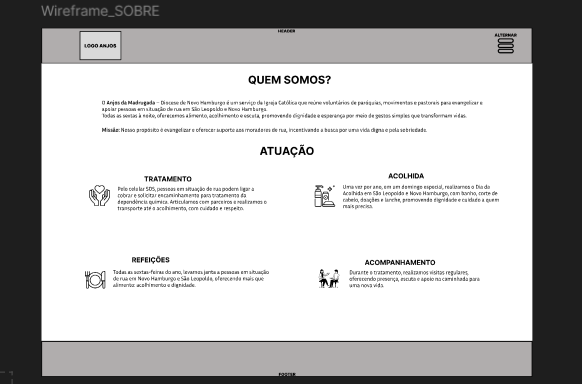 Wireframe_SOBRE
HEADER
LOGO ANJOS
ALTERNAR
QUEM SOMOS?
O Anjos da Madrugada - Diocese de Novo Hamburgo é um serviço da Igreja Católica que reúne voluntários de paróquias, movimentos e pastorais para evangelizar e
apoiar pessoas em situação de rua em São Leopoldo e Novo Hamburgo.
Todas as sextas à noite, oferecemos alimento, acolhimento e escuta, promovendo dignidade e esperança por meio de gestos simples que transformam vidas.
Missão: Nosso propósito é evangelizar e oferecer suporte aos moradores de rua, incentivando a busca por uma vida digna e pela sobriedade.
ATUAÇÃO
TRATAMENTO
Pelo celular SOS, pessoas em situação de rua podem ligar a
cobrar e solicitar encaminhamento para tratamento da
dependência química. Articulamos com parceiros e realizamos o
transporte até o acolhimento, com cuidado e respeito.
ACOLHIDA
Uma vez por ano, em um domingo especial, realizamos o Dia da
Acolhida em São Leopoldo e Novo Hamburgo, com banho, corte de
cabelo, doações e lanche, promovendo dignidade e cuidado a quem
mais precisa.
REFEIÇÕES
Todas as sextas-feiras do ano, levamos janta a pessoas em situação
de rua em Novo Hamburgo e São Leopoldo, oferecendo mais que
alimento: acolhimento e dignidade.
ACOMPANHAMENTO
Durante o tratamento, realizamos visitas regulares,
oferecendo presença, escuta e apoio na caminhada para
uma nova vida.
FOOTER